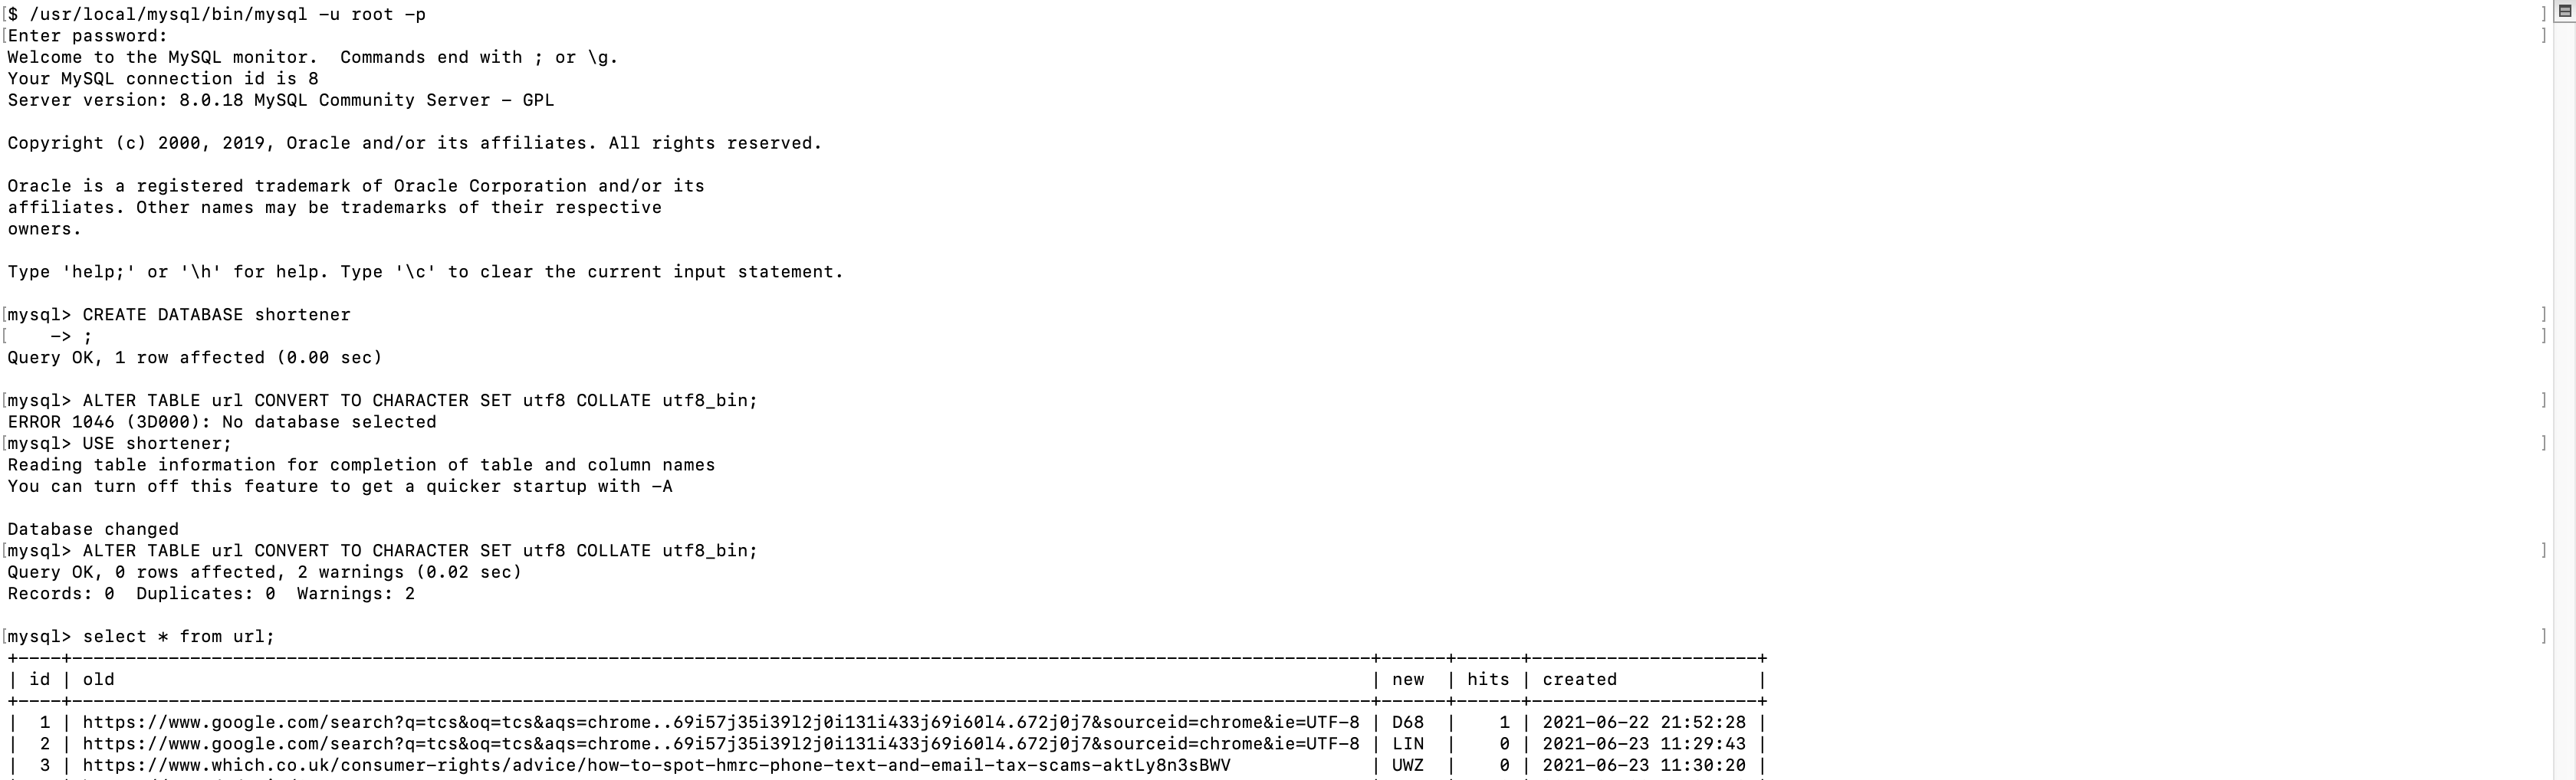 [$ /usr/local/mysql/bin/mysql -u root -p ]
[Enter password: ]
Welcome to the MySQL monitor.  Commands end with ; or \g.
Your MySQL connection id is 8
Server version: 8.0.18 MySQL Community Server - GPL
Copyright (c) 2000, 2019, Oracle and/or its affiliates. All rights reserved.
Oracle is a registered trademark of Oracle Corporation and/or its
affiliates. Other names may be trademarks of their respective
owners.
Type 'help;' or '\h' for help. Type '\c' to clear the current input statement.
[mysql> CREATE DATABASE shortener ]
[    -> ; ]
Query OK, 1 row affected (0.00 sec)
[mysql> ALTER TABLE url CONVERT TO CHARACTER SET utf8 COLLATE utf8_bin; ]
ERROR 1046 (3D000): No database selected
[mysql> USE shortener; ]
Reading table information for completion of table and column names
You can turn off this feature to get a quicker startup with -A
Database changed
[mysql> ALTER TABLE url CONVERT TO CHARACTER SET utf8 COLLATE utf8_bin; ]
Query OK, 0 rows affected, 2 warnings (0.02 sec)
Records: 0  Duplicates: 0  Warnings: 2
[mysql> select * from url; ]
| id | old | new | hits | created |
| 1 | https://www.google.com/search?q=tcs&oq=tcs&aqs=chrome..69i57j35i39l2j0i131i433j69i60l4.672j0j7&sourceid=chrome&ie=UTF-8 | D68 | 1 | 2021-06-22 21:52:28 |
| 2 | https://www.google.com/search?q=tcs&oq=tcs&aqs=chrome..69i57j35i39l2j0i131i433j69i60l4.672j0j7&sourceid=chrome&ie=UTF-8 | LIN | 0 | 2021-06-23 11:29:43 |
| 3 | https://www.which.co.uk/consumer-rights/advice/how-to-spot-hmrc-phone-text-and-email-tax-scams-aktLy8n3sBWV | UWZ | 0 | 2021-06-23 11:30:20 |